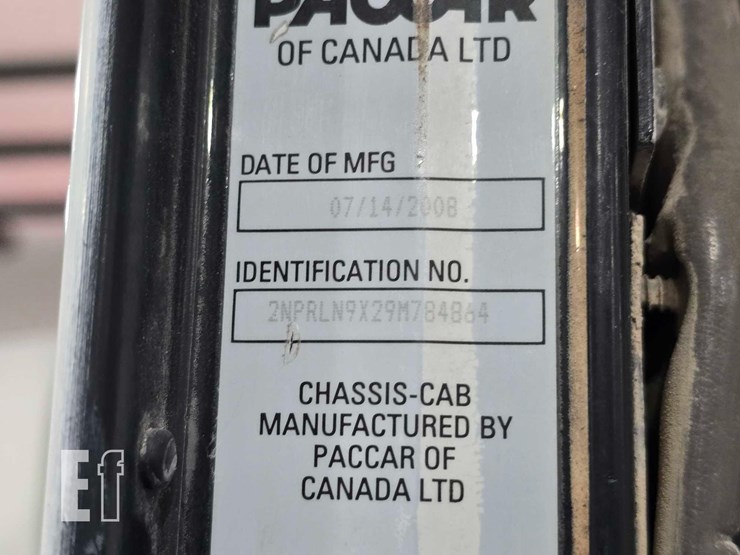 PACCAR
OF CANADA LTD
DATE OF MFG
07/14/2008
IDENTIFICATION NO.
2NPRLN9X29M784864
CHASSIS-CAB
MANUFACTURED BY
PACCAR OF
CANADA LTD
Ef